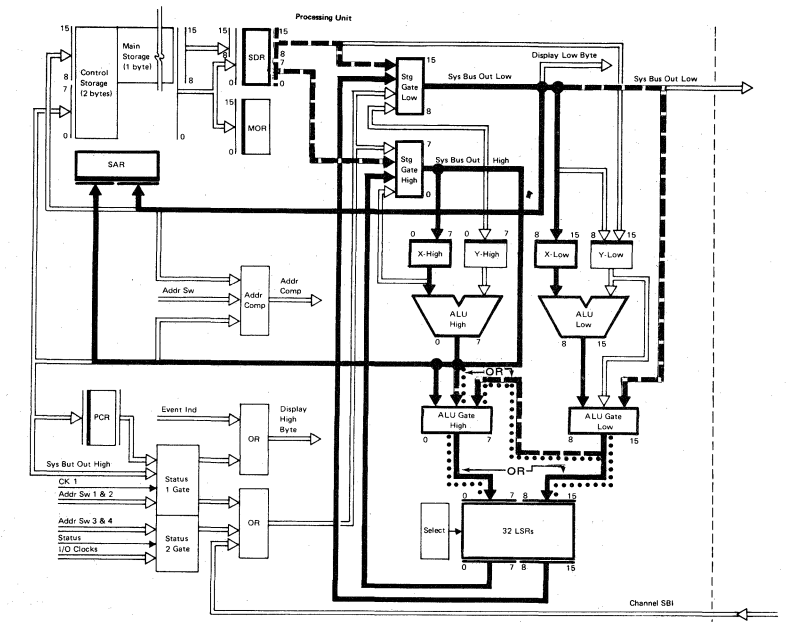 Processing Unit
15
Main
Storage
(1 byte)
Control
Storage
(2 bytes)
8
7
0
15
8
0
15
8
0
SDR
15
8
7
0
15
MOR
0
SAR
Stg
Gate
Low
15
8
Sys Bus Out Low
Display Low Byte
Sys Bus Out Low
Stg
Gate
High
7
0
Sys Bus Out High
0 7
X-High
0 7
Y-High
8 15
X-Low
8 15
Y-Low
ALU
High
0 7
ALU
Low
8 15
Addr Sw
Addr
Comp
Addr
Comp
OR
ALU Gate
High
0 7
ALU Gate
Low
8 15
PCR
Event Ind
OR
Display
High
Byte
Sys But Out High
CK 1
Addr Sw 1 & 2
Status
1 Gate
Addr Sw 3 & 4
Status
I/O Clocks
Status
2 Gate
OR
OR
Select
0 7 8 15
32 LSRs
0 7 8 15
Channel SBI